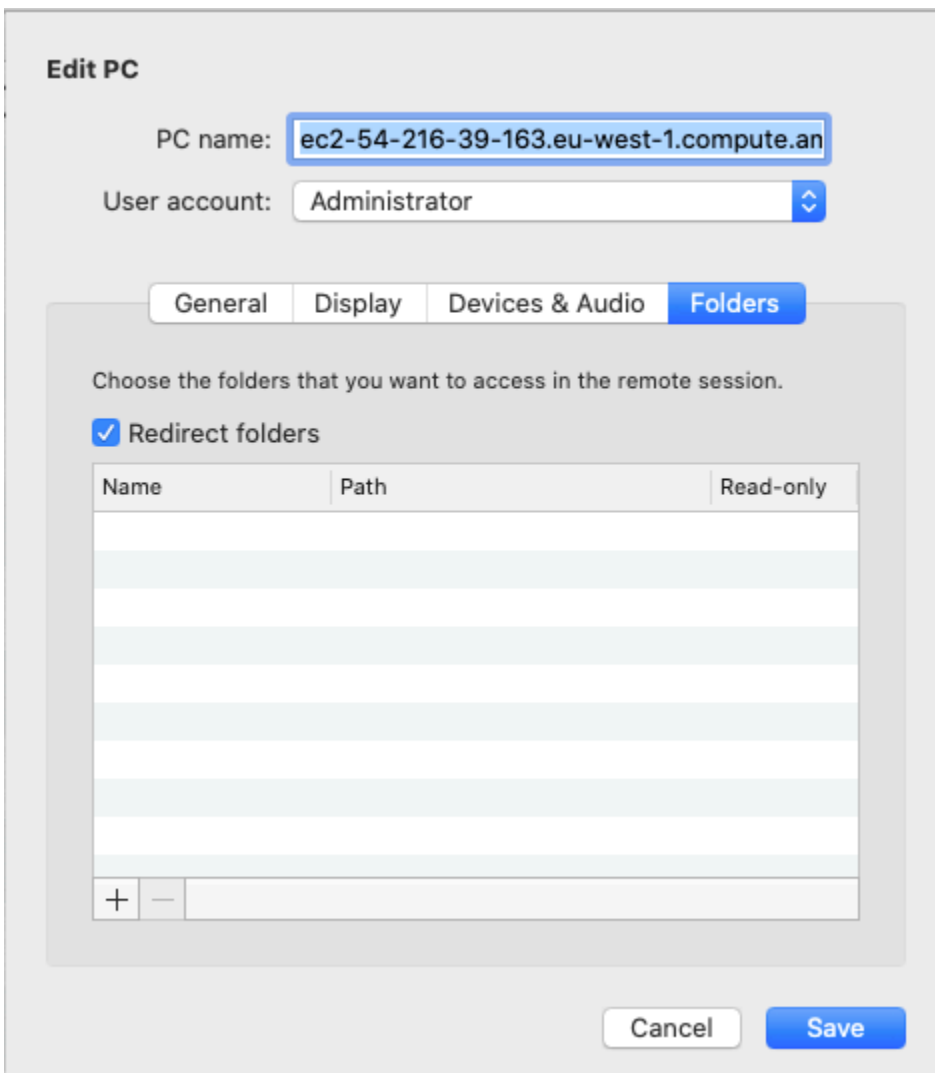 Edit PC
PC name: ec2-54-216-39-163.eu-west-1.compute.am
User account: Administrator
General Display Devices & Audio Folders
Choose the folders that you want to access in the remote session.
Redirect folders
Name Path Read-only
Cancel Save